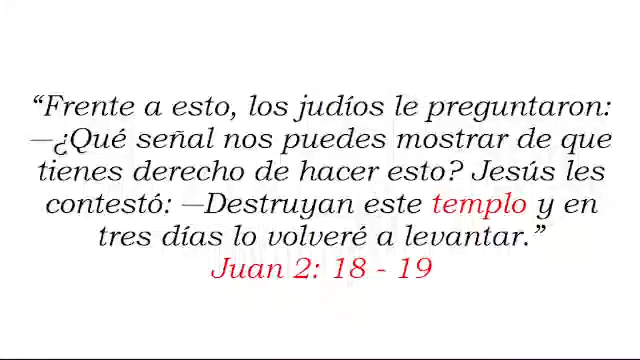 “Frente a esto, los judíos le preguntaron:
—¿Qué señal nos puedes mostrar de que
tienes derecho de hacer esto? Jesús les
contestó: —Destruyan este templo y en
tres días lo volveré a levantar.”
Juan 2: 18 - 19